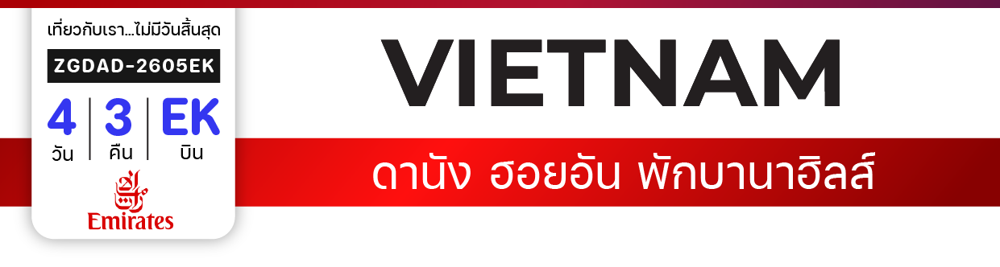 เที่ยวกับเรา...ไม่มีวันสิ้นสุด
ZGDAD-2605EK
4 3 EK
วัน คืน บิน
Emirates
VIETNAM
ดานัง ฮอยอัน พักบานาฮิลส์